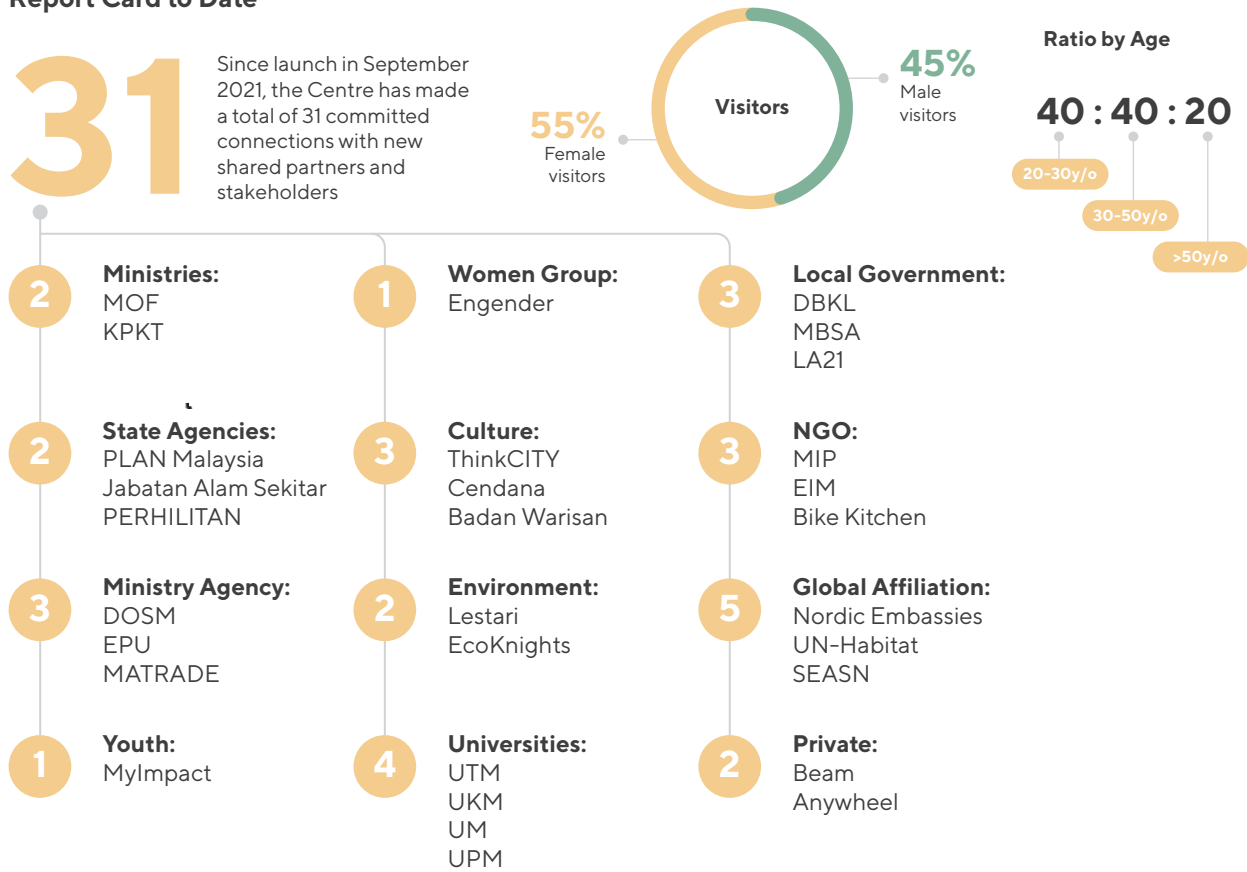 Report Card to Date
31
Since launch in September
2021, the Centre has made
a total of 31 committed
connections with new
shared partners and
stakeholders
55%
Female
visitors
Visitors
45%
Male
visitors
Ratio by Age
40 : 40 : 20
20-30y/o
30-50y/o
>50y/o
2
Ministries:
MOF
KPKT
2
State Agencies:
PLAN Malaysia
Jabatan Alam Sekitar
PERHILITAN
3
Ministry Agency:
DOSM
EPU
MATRADE
1
Youth:
MyImpact
1
Women Group:
Engender
3
Culture:
ThinkCITY
Cendana
Badan Warisan
2
Environment:
Lestari
EcoKnights
4
Universities:
UTM
UKM
UM
UPM
3
Local Government:
DBKL
MBSA
LA21
3
NGO:
MIP
EIM
Bike Kitchen
5
Global Affiliation:
Nordic Embassies
UN-Habitat
SEASN
2
Private:
Beam
Anywheel